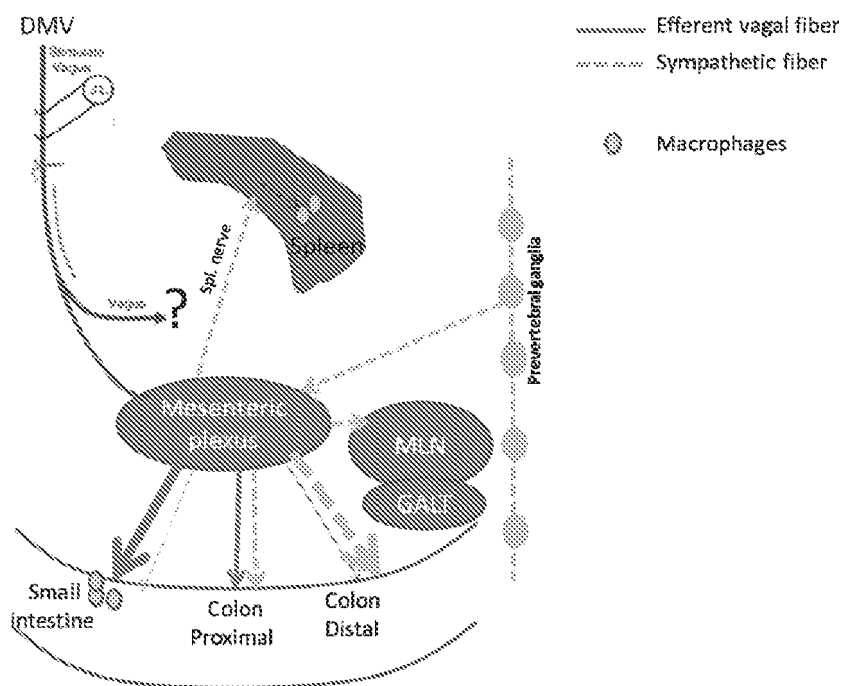 DMV
Efferent vagal fiber
Sympathetic fiber
Macrophages
Vagus
Spl. nerve
Spleen
Vagus
?
Prevertebral ganglia
Mesenteric
plexus
MLN
GALT
Small
intestine
Colon
Proximal
Colon
Distal